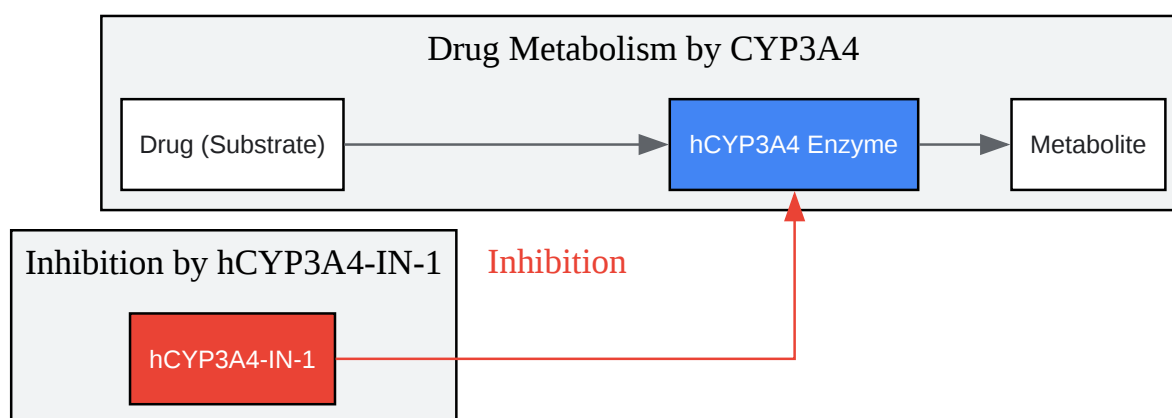 Drug Metabolism by CYP3A4
Drug (Substrate)
hCYP3A4 Enzyme
Metabolite
Inhibition by hCYP3A4-IN-1
Inhibition
hCYP3A4-IN-1